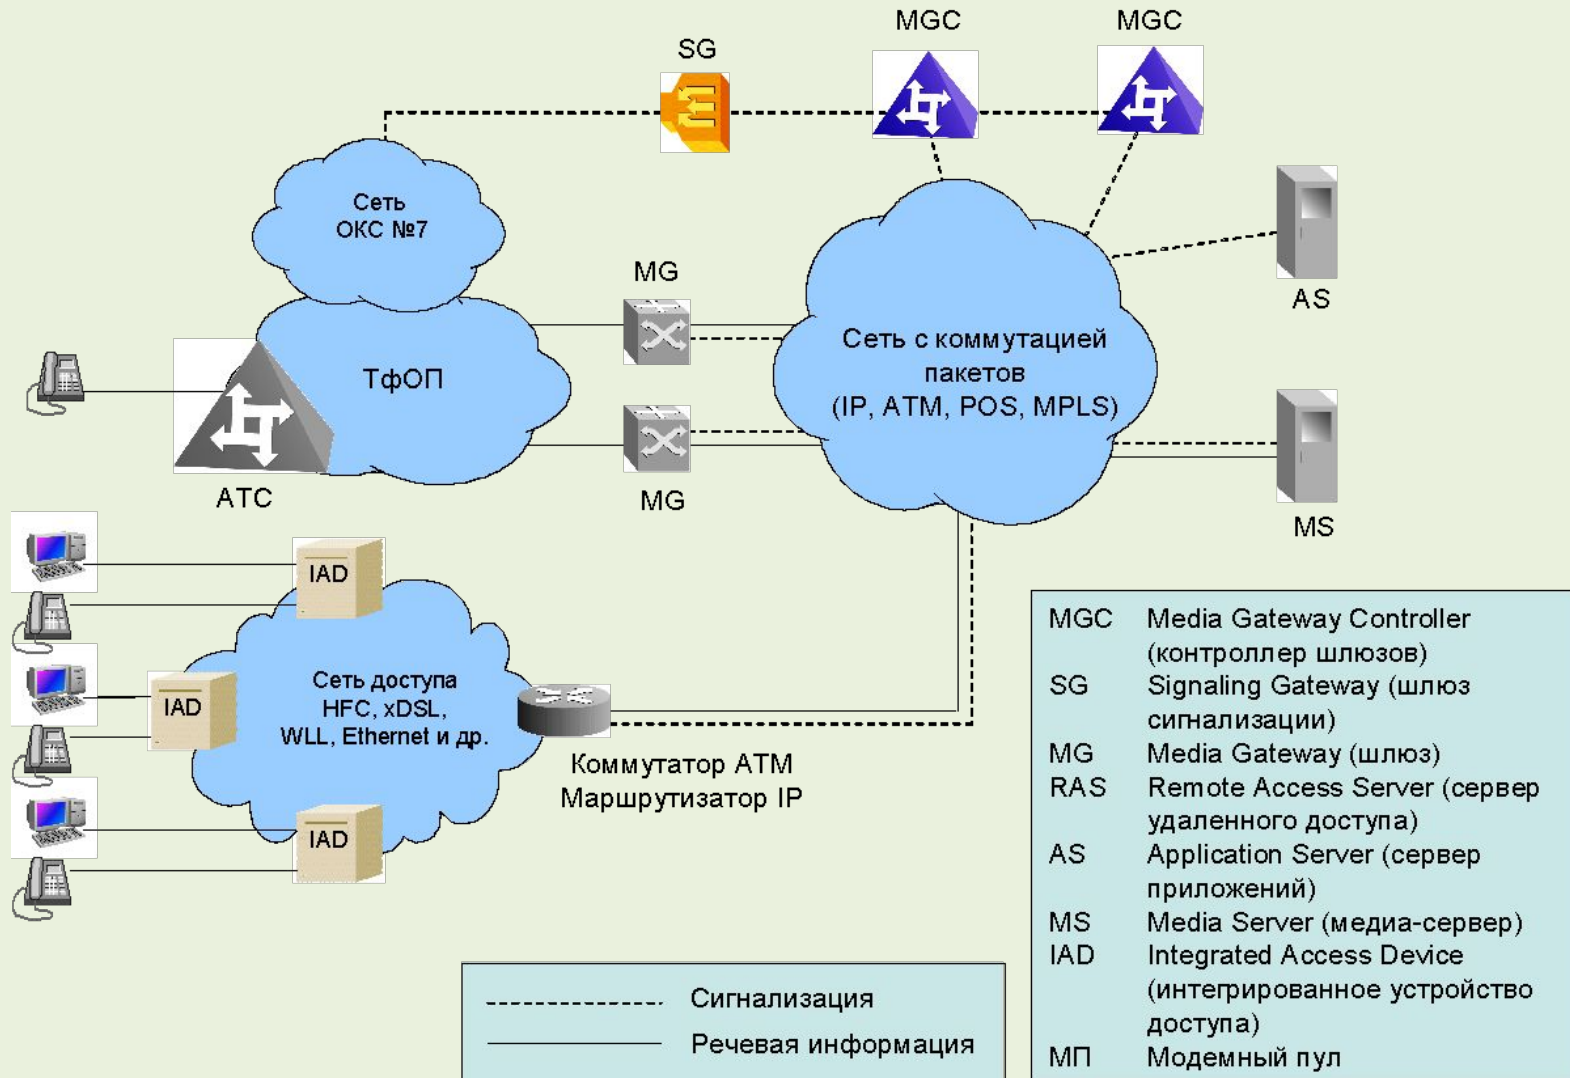 MGC
MGC
SG
Сеть
ОКС №7
AS
MG
ТфОП
Сеть с коммутацией
пакетов
(IP, ATM, POS, MPLS)
АТС
MG
MS
IAD
IAD
IAD
Сеть доступа
HFC, xDSL,
WLL, Ethernet и др.
Коммутатор ATM
Маршрутизатор IP
MGC Media Gateway Controller
(контроллер шлюзов)
SG Signaling Gateway (шлюз
сигнализации)
MG Media Gateway (шлюз)
RAS Remote Access Server (сервер
удаленного доступа)
AS Application Server (сервер
приложений)
MS Media Server (медиа-сервер)
IAD Integrated Access Device
(интегрированное устройство
доступа)
МП Модемный пул
Сигнализация
Речевая информация